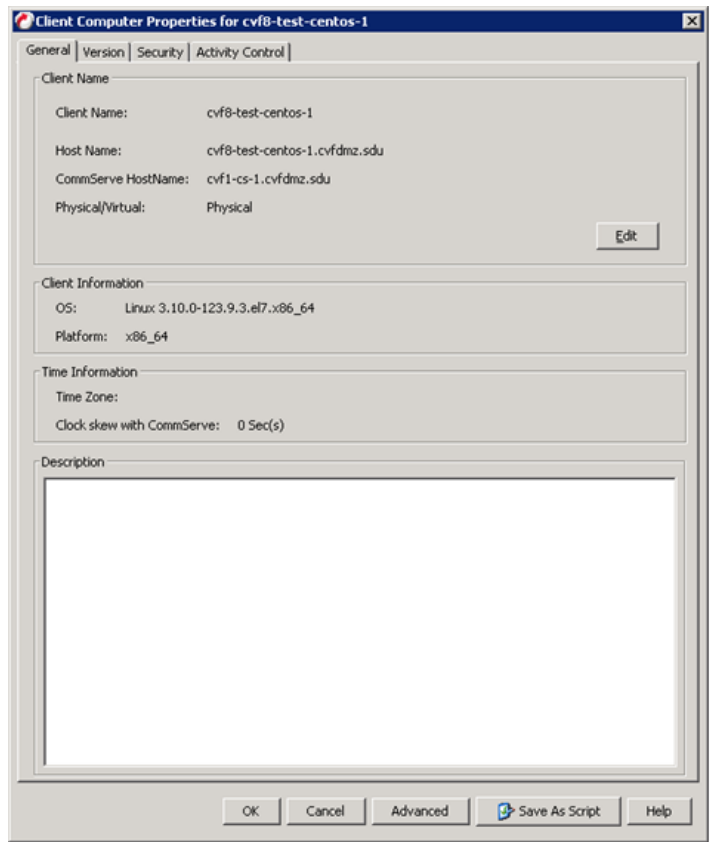 Client Computer Properties for cvf8-test-centos-1
General Version Security Activity Control
Client Name
Client Name: cvf8-test-centos-1
Host Name: cvf8-test-centos-1.cvfdmz.sdu
CommServe HostName: cvf1-cs-1.cvfdmz.sdu
Physical/Virtual: Physical
Edit
Client Information
OS: Linux 3.10.0-123.9.3.el7.x86_64
Platform: x86_64
Time Information
Time Zone:
Clock skew with CommServe: 0 Sec(s)
Description
OK Cancel Advanced Save As Script Help